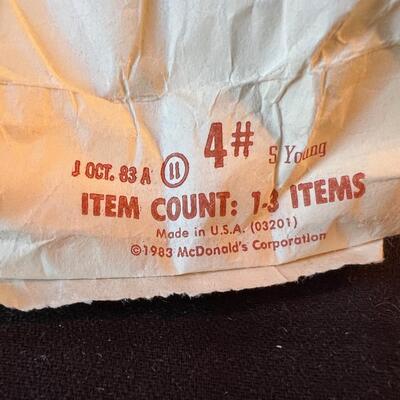 J OCT. 83 A 11 4# S Young
ITEM COUNT: 1-3 ITEMS
Made in U.S.A. (03201)
©1983 McDonald's Corporation